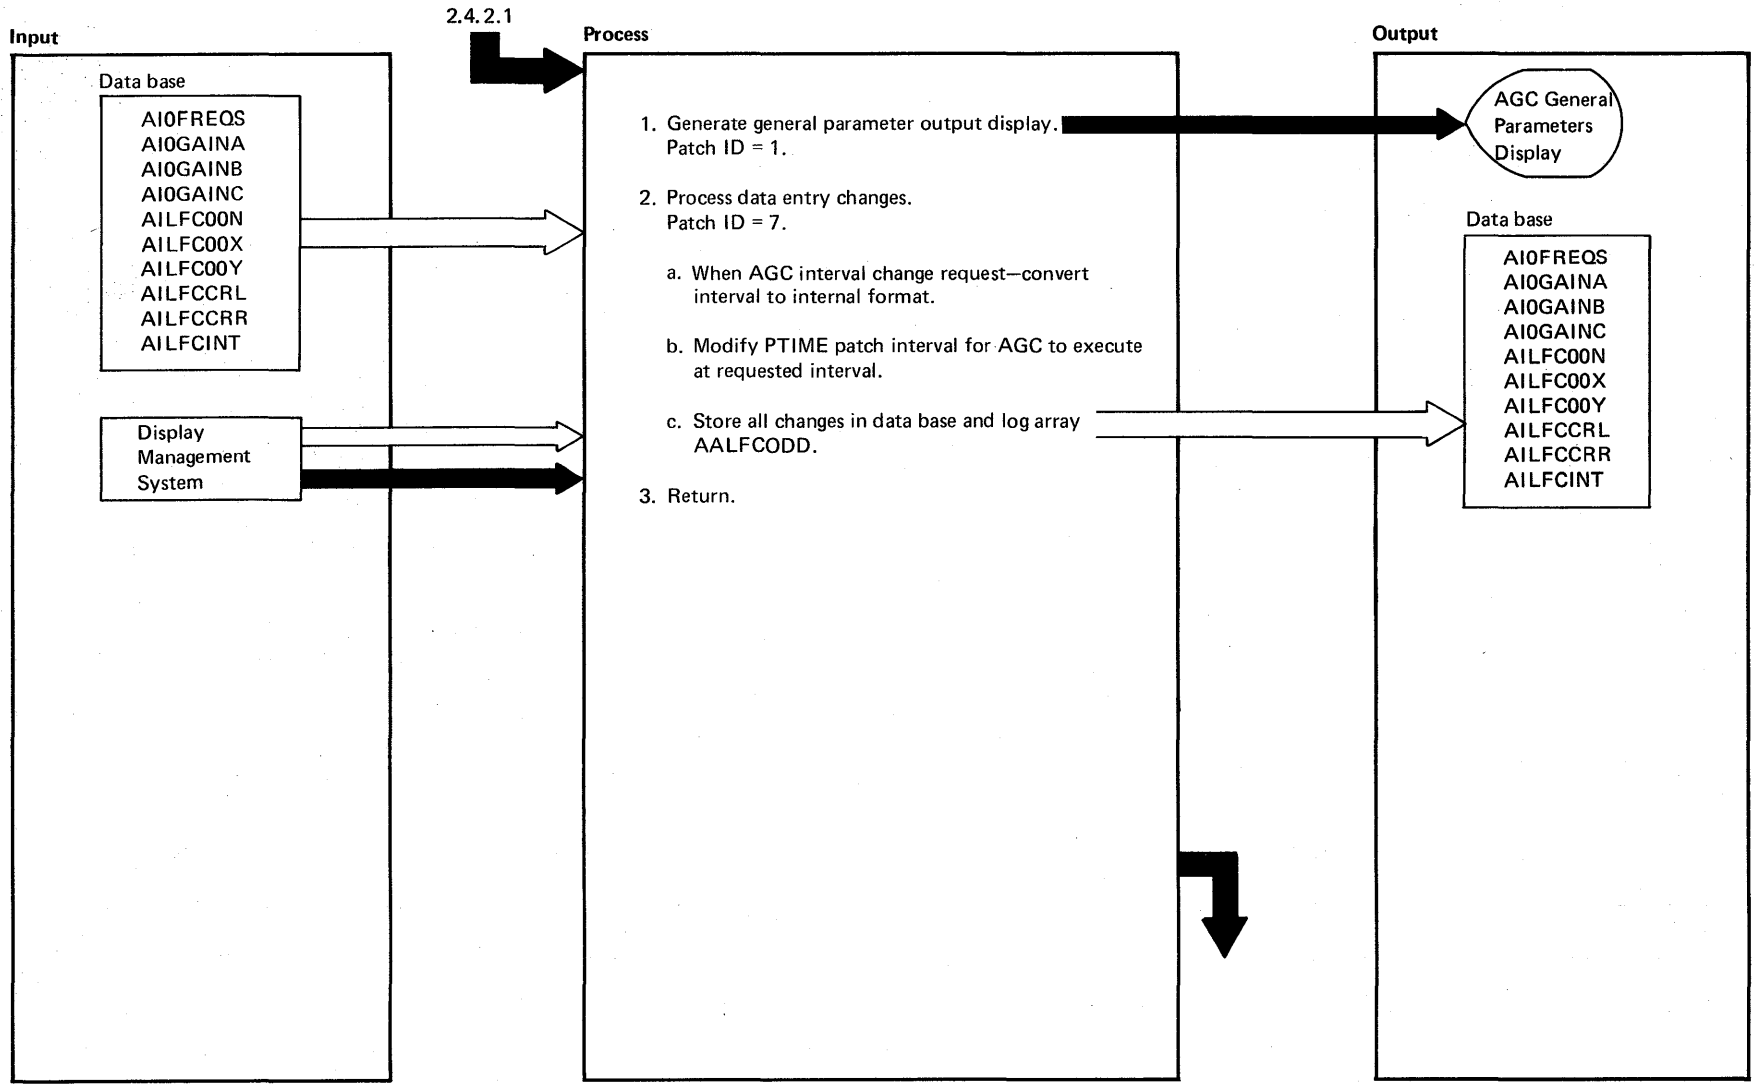 2.4.2.1
Input
Process
Output
Data base
AI0FREQS
AI0GAINA
AI0GAINB
AI0GAINC
AILFC00N
AILFC00X
AILFC00Y
AILFCCRL
AILFCCRR
AILFCINT
Display
Management
System
1. Generate general parameter output display.
Patch ID = 1.
2. Process data entry changes.
Patch ID = 7.
a. When AGC interval change request—convert
interval to internal format.
b. Modify PTIME patch interval for AGC to execute
at requested interval.
c. Store all changes in data base and log array
AALFCODD.
3. Return.
AGC General
Parameters
Display
Data base
AI0FREQS
AI0GAINA
AI0GAINB
AI0GAINC
AILFC00N
AILFC00X
AILFC00Y
AILFCCRL
AILFCCRR
AILFCINT